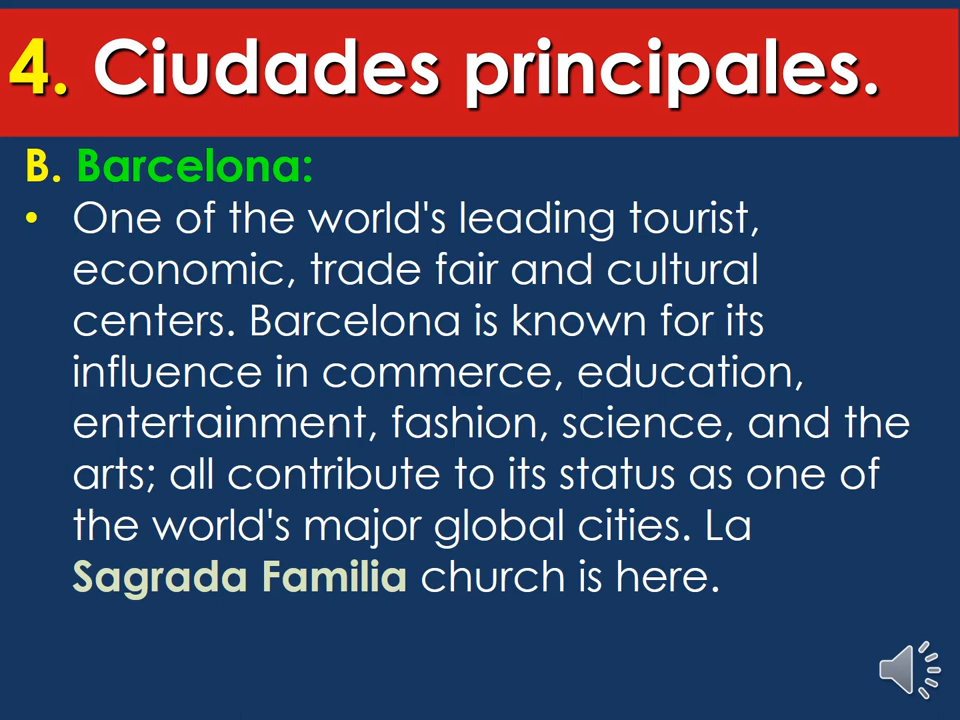 4. Ciudades principales.
B. Barcelona:
• One of the world's leading tourist,
economic, trade fair and cultural
centers. Barcelona is known for its
influence in commerce, education,
entertainment, fashion, science, and the
arts; all contribute to its status as one of
the world's major global cities. La
Sagrada Familia church is here.